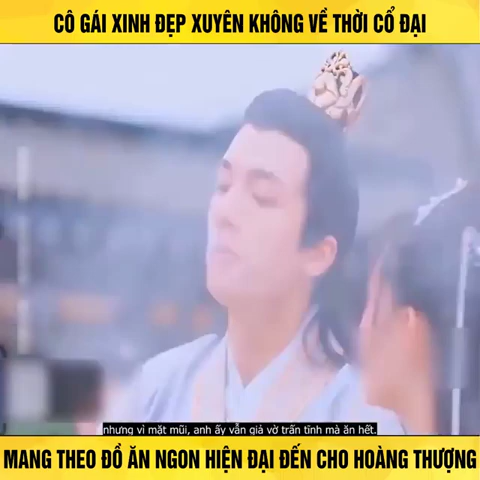 CÔ GÁI XINH ĐẸP XUYÊN KHÔNG VỀ THỜI CỔ ĐẠI
nhưng vì mặt mũi, anh ấy vẫn giả vờ trấn tĩnh mà ăn hết.
MANG THEO ĐỒ ĂN NGON HIỆN ĐẠI ĐẾN CHO HOÀNG THƯỢNG